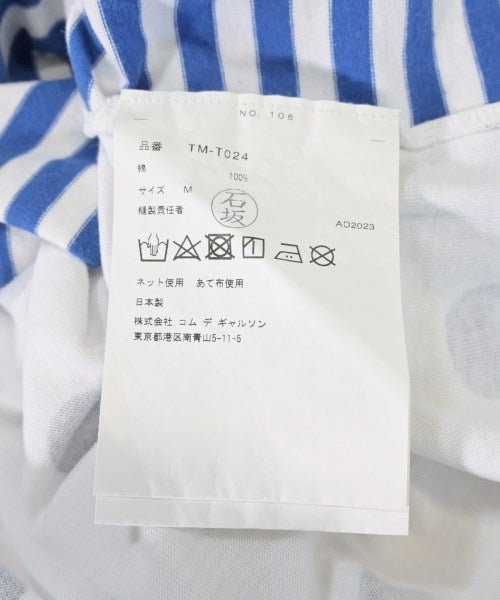 NO. 106
品番 TM-T024
綿 100%
サイズ M
縫製責任者 石坂
AD2023
ネット使用 あて布使用
日本製
株式会社 コム デ ギャルソン
東京都港区南青山5-11-5